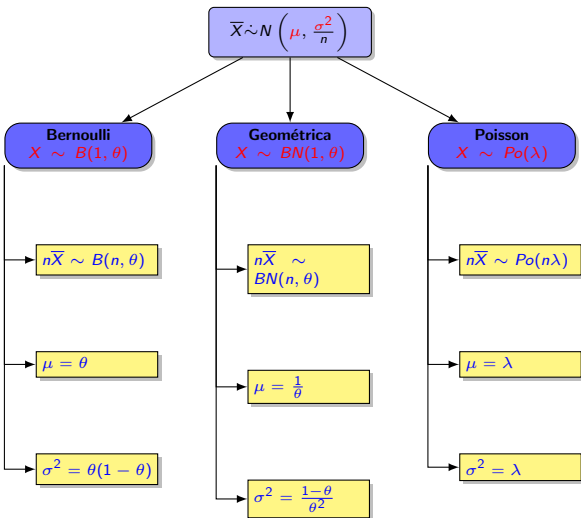 X̄ ∼̇ N (μ, σ²/n)
Bernoulli
X ∼ B(1, θ)
nX̄ ∼ B(n, θ)
μ = θ
σ² = θ(1 − θ)
Geométrica
X ∼ BN(1, θ)
nX̄ ∼
BN(n, θ)
μ = 1/θ
σ² = (1−θ)/θ²
Poisson
X ∼ Po(λ)
nX̄ ∼ Po(nλ)
μ = λ
σ² = λ